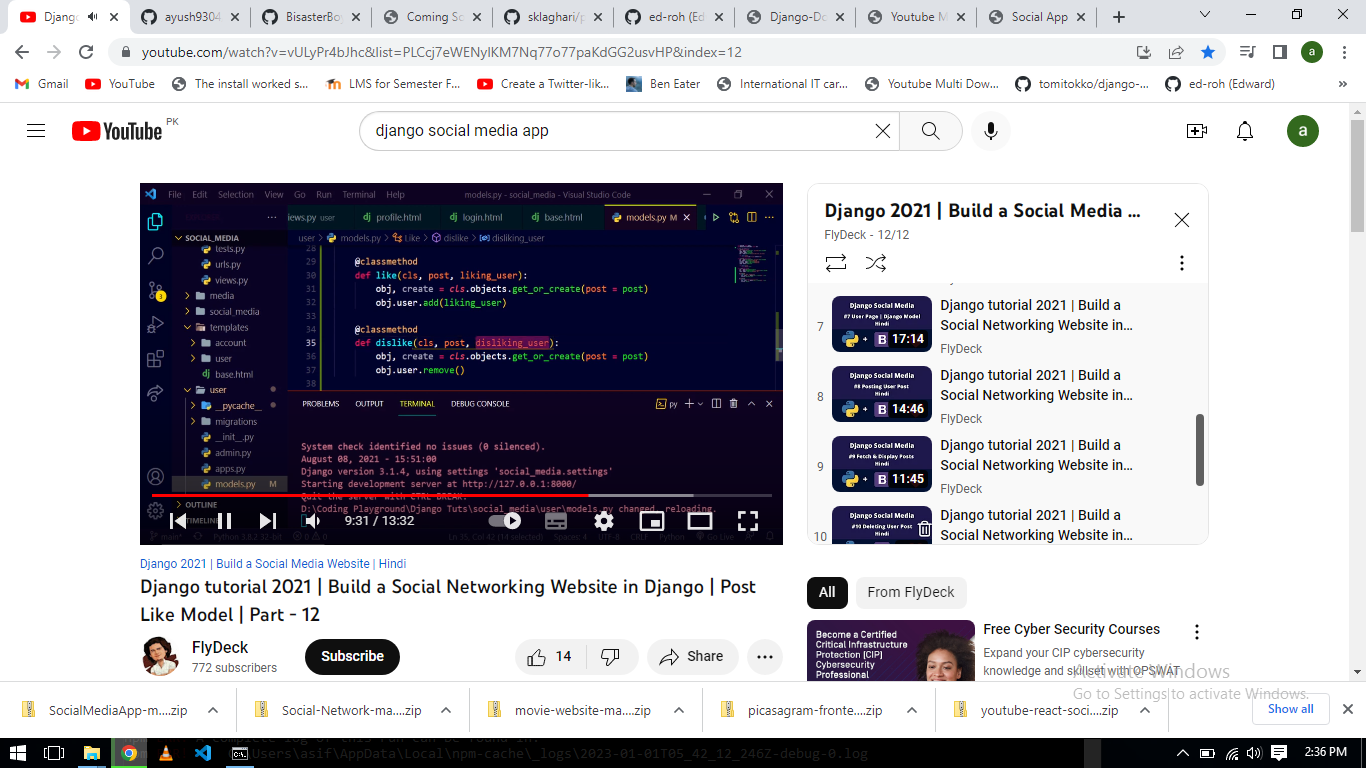 Django
ayush9304
BisasterBoy
Coming So
sklaghari/p
ed-roh (Ed
Django-Do
Youtube M
Social App
youtube.com/watch?v=vULyPr4bJhc&list=PLCcj7eWENyIKM7Nq77o77paKdGG2usvHP&index=12
a
Gmail
YouTube
The install worked s...
LMS for Semester F...
Create a Twitter-lik...
Ben Eater
International IT car...
Youtube Multi Dow...
tomitokko/django-...
ed-roh (Edward)
»
YouTube PK
django social media app
a
File Edit Selection View Go Run Terminal Help
models.py - social_media - Visual Studio Code
iews.py user
profile.html
login.html
base.html
models.py M
SOCIAL_MEDIA
user > models.py > Like > dislike > disliking_user
tests.py
urls.py
views.py
media
social_media
templates
account
user
base.html
user
__pycache__
migrations
__init__.py
admin.py
apps.py
models.py M
OUTLINE
TIMELINE
3
28
29 @classmethod
30 def like(cls, post, liking_user):
31 obj, create = cls.objects.get_or_create(post = post)
32 obj.user.add(liking_user)
33
34 @classmethod
35 def dislike(cls, post, disliking_user):
36 obj, create = cls.objects.get_or_create(post = post)
37 obj.user.remove()
38
PROBLEMS OUTPUT TERMINAL DEBUG CONSOLE
py
System check identified no issues (0 silenced).
August 08, 2021 - 15:51:00
Django version 3.1.4, using settings 'social_media.settings'
Starting development server at http://127.0.0.1:8000/
Quit the server with CTRL-BREAK.
D:\Coding Playground\Django Tuts\social_media\user\models.py changed, reloading.
9:31 / 13:32
Django 2021 | Build a Social Media Website | Hindi
Django tutorial 2021 | Build a Social Networking Website in Django | Post
Like Model | Part - 12
FlyDeck
772 subscribers
Subscribe
14
Share
Django 2021 | Build a Social Media ...
FlyDeck - 12/12
7
Django Social Media
#7 User Page | Django Model
Hindi
17:14
Django tutorial 2021 | Build a
Social Networking Website in...
FlyDeck
8
Django Social Media
#8 Posting User Post
Hindi
14:46
Django tutorial 2021 | Build a
Social Networking Website in...
FlyDeck
9
Django Social Media
#9 Fetch & Display Posts
Hindi
11:45
Django tutorial 2021 | Build a
Social Networking Website in...
FlyDeck
10
Django Social Media
#10 Deleting User Post
Django tutorial 2021 | Build a
Social Networking Website in...
All
From FlyDeck
Become a Certified
Critical Infrastructure
Protection [CIP]
Cybersecurity
Professional
Free Cyber Security Courses
Expand your CIP cybersecurity
knowledge and skillset with OPSWAT
Activate Windows
Go to Settings to activate Windows.
SocialMediaApp-m....zip
Social-Network-ma....zip
movie-website-ma....zip
picasagram-fronte....zip
youtube-react-soci....zip
Show all
A complete log of this run can be found in:
\Users\asif\AppData\Local\npm-cache\_logs\2023-01-01T05_42_12_246Z-debug-0.log
2:36 PM